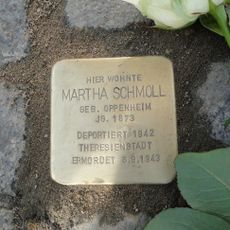 HIER WOHNTE
MARTHA SCHMOLL
GEB. OPPENHEIM
JG. 1873
DEPORTIERT 1942
THERESIENSTADT
ERMORDET 8.9.1943